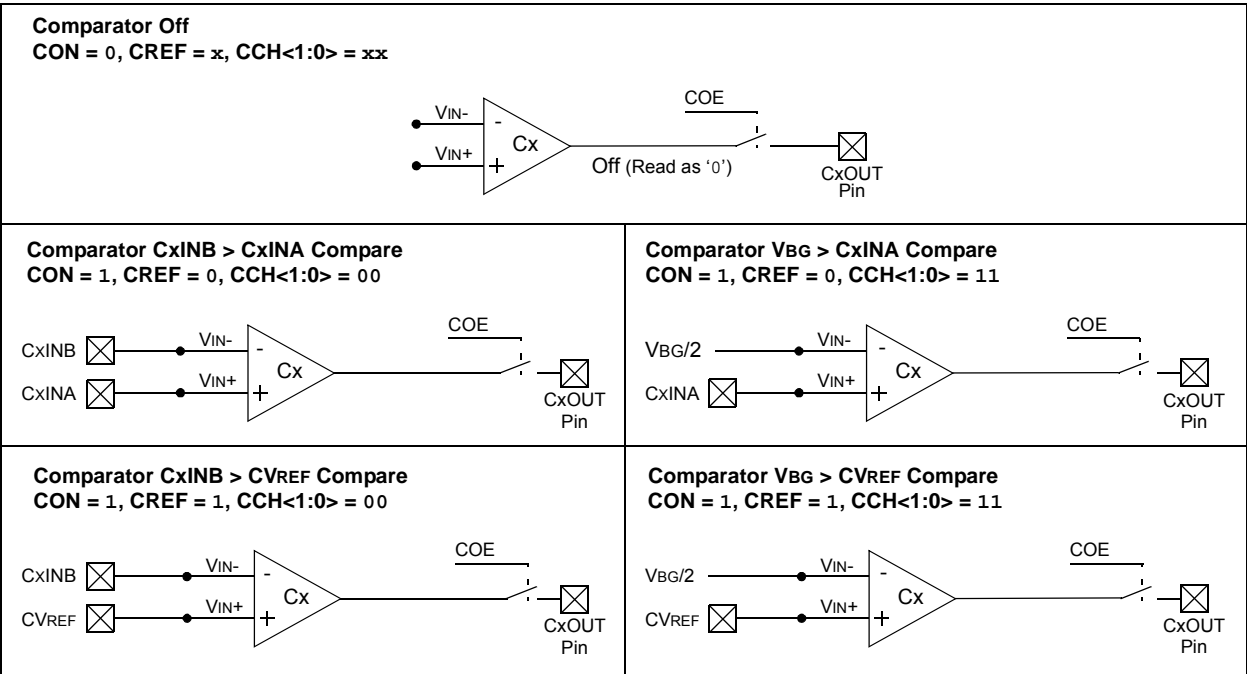 Comparator Off
CON = 0, CREF = x, CCH<1:0> = xx
COE
VIN-
-
Cx
VIN+
+
Off (Read as ‘0’)
CxOUT
Pin
Comparator CxINB > CxINA Compare
CON = 1, CREF = 0, CCH<1:0> = 00
COE
CxINB
VIN-
-
Cx
CxINA
VIN+
+
CxOUT
Pin
Comparator VBG > CxINA Compare
CON = 1, CREF = 0, CCH<1:0> = 11
COE
VBG/2
VIN-
-
Cx
CxINA
VIN+
+
CxOUT
Pin
Comparator CxINB > CVREF Compare
CON = 1, CREF = 1, CCH<1:0> = 00
COE
CxINB
VIN-
-
Cx
CVREF
VIN+
+
CxOUT
Pin
Comparator VBG > CVREF Compare
CON = 1, CREF = 1, CCH<1:0> = 11
COE
VBG/2
VIN-
-
Cx
CVREF
VIN+
+
CxOUT
Pin